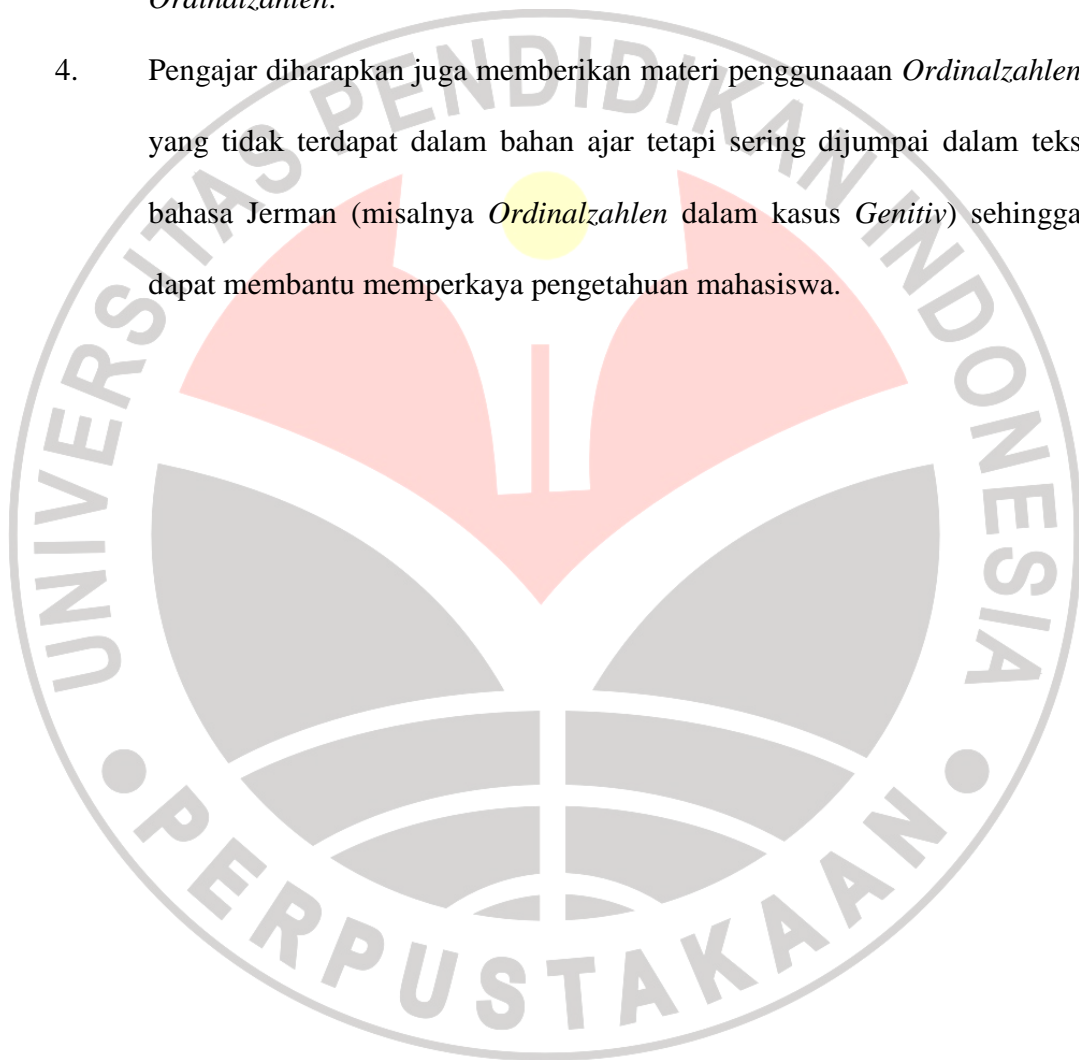 Ordinalzahlen.
4. Pengajar diharapkan juga memberikan materi penggunaaan Ordinalzahlen
yang tidak terdapat dalam bahan ajar tetapi sering dijumpai dalam teks
bahasa Jerman (misalnya Ordinalzahlen dalam kasus Genitiv) sehingga
dapat membantu memperkaya pengetahuan mahasiswa.
UNIVERSITAS PENDIDIKAN INDONESIA
PERPUSTAKAAN